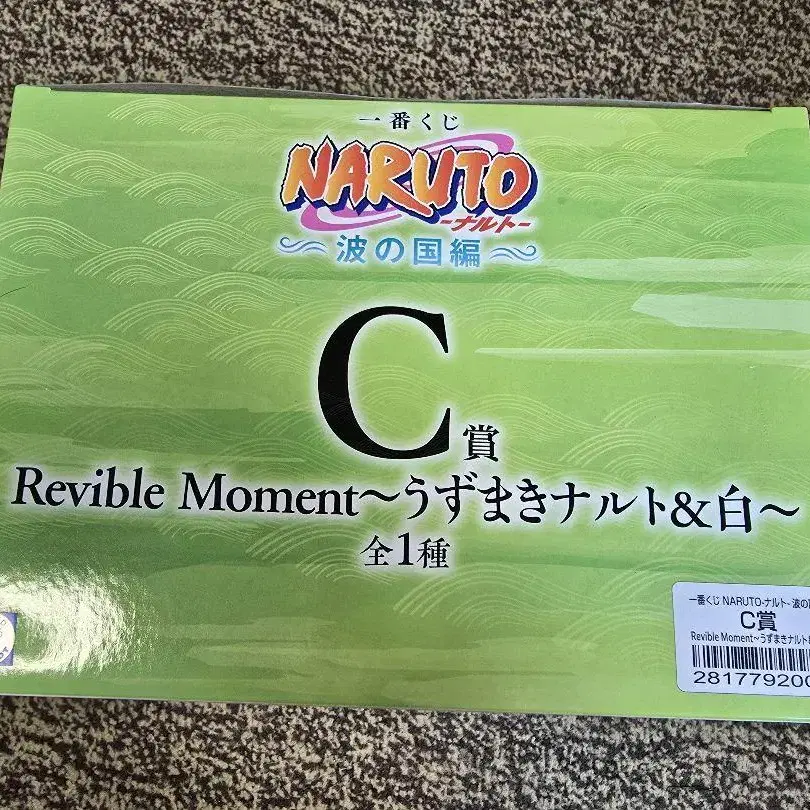 一番くじ
NARUTO
-ナルト-
～波の国編～
C賞
Revible Moment～うずまきナルト&白～
全1種
一番くじ NARUTO-ナルト- 波の
C賞
Revible Moment～うずまきナルト
28177920